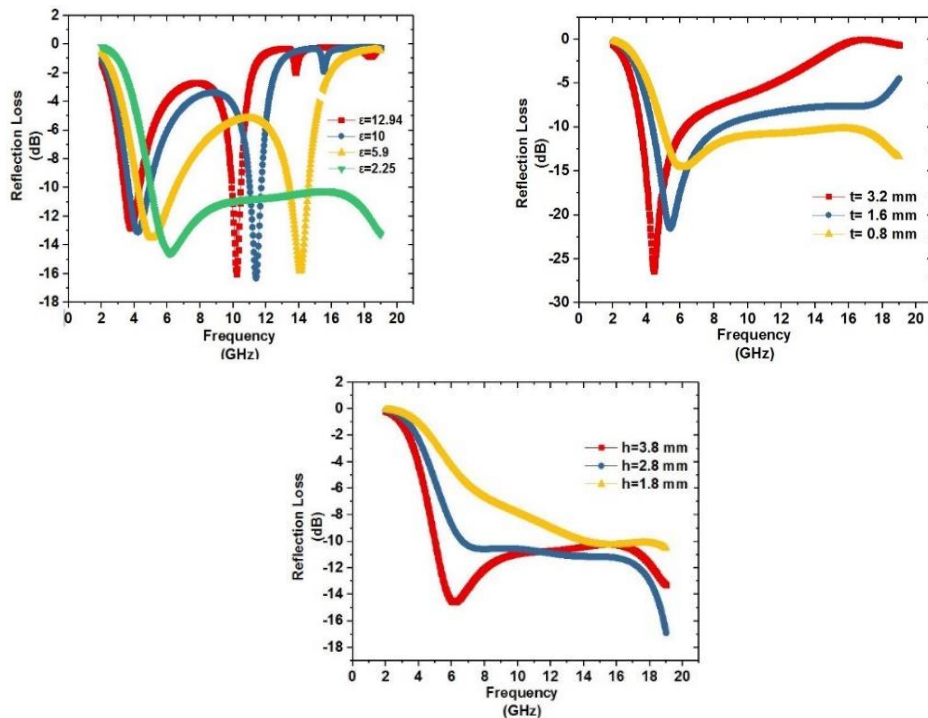 2
0
-2
-4
-6
-8
-10
-12
-14
-16
-18
Reflection Loss
(dB)
ε=12.94
ε=10
ε=5.9
ε=2.25
0 2 4 6 8 10 12 14 16 18 20
Frequency
(GHz)
0
-5
-10
-15
-20
-25
-30
Reflection Loss
(dB)
t= 3.2 mm
t= 1.6 mm
t= 0.8 mm
0 2 4 6 8 10 12 14 16 18 20
Frequency
(GHz)
2
0
-2
-4
-6
-8
-10
-12
-14
-16
-18
Reflection Loss
(dB)
h=3.8 mm
h=2.8 mm
h=1.8 mm
0 2 4 6 8 10 12 14 16 18 20
Frequency
(GHz)